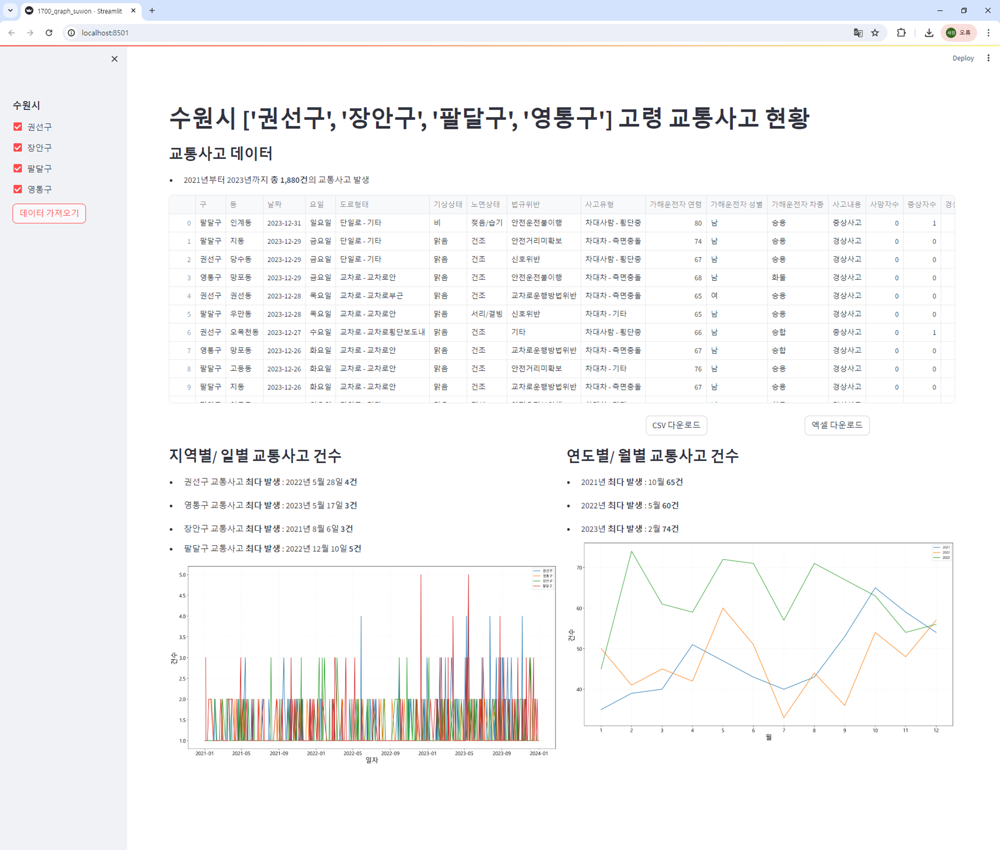 1700_graph_suwon · Streamlit
localhost:8501
세정 오류
Deploy
수원시
권선구
장안구
팔달구
영통구
데이터 가져오기
수원시 ['권선구', '장안구', '팔달구', '영통구'] 고령 교통사고 현황
교통사고 데이터
2021년부터 2023년까지 총 1,880건의 교통사고 발생
구 동 날짜 요일 도로형태 기상상태 노면상태 법규위반 사고유형 가해운전자 연령 가해운전자 성별 가해운전자 차종 사고내용 사망자수 중상자수
0 팔달구 인계동 2023-12-31 일요일 단일로 - 기타 비 젖음/습기 안전운전불이행 차대사람 - 횡단중 80 남 승용 중상사고 0 1
1 팔달구 지동 2023-12-29 금요일 단일로 - 기타 맑음 건조 안전거리미확보 차대차 - 측면충돌 74 남 승용 경상사고 0 0
2 권선구 당수동 2023-12-29 금요일 단일로 - 기타 맑음 건조 신호위반 차대사람 - 횡단중 67 남 승용 경상사고 0 0
3 영통구 망포동 2023-12-29 금요일 교차로 - 교차로안 맑음 건조 안전운전불이행 차대차 - 측면충돌 68 남 화물 경상사고 0 0
4 권선구 권선동 2023-12-28 목요일 교차로 - 교차로부근 맑음 건조 교차로운행방법위반 차대차 - 측면충돌 65 여 승용 경상사고 0 0
5 팔달구 우만동 2023-12-28 목요일 교차로 - 교차로안 맑음 서리/결빙 신호위반 차대차 - 기타 65 남 승용 경상사고 0 0
6 권선구 오목천동 2023-12-27 수요일 교차로 - 교차로횡단보도내 맑음 건조 기타 차대사람 - 횡단중 66 남 승합 중상사고 0 1
7 영통구 망포동 2023-12-26 화요일 교차로 - 교차로안 맑음 건조 교차로운행방법위반 차대차 - 측면충돌 67 남 승합 경상사고 0 0
8 팔달구 고등동 2023-12-26 화요일 교차로 - 교차로안 맑음 건조 안전거리미확보 차대차 - 기타 76 남 승용 경상사고 0 0
9 팔달구 지동 2023-12-26 화요일 교차로 - 교차로안 맑음 건조 교차로운행방법위반 차대차 - 측면충돌 67 남 승용 경상사고 0 0
CSV 다운로드 엑셀 다운로드
지역별/ 일별 교통사고 건수
권선구 교통사고 최다 발생 : 2022년 5월 28일 4건
영통구 교통사고 최다 발생 : 2023년 5월 17일 3건
장안구 교통사고 최다 발생 : 2021년 8월 6일 3건
팔달구 교통사고 최다 발생 : 2022년 12월 10일 5건
권선구
영통구
장안구
팔달구
건수
5.0
4.5
4.0
3.5
3.0
2.5
2.0
1.5
1.0
2021-01 2021-05 2021-09 2022-01 2022-05 2022-09 2023-01 2023-05 2023-09 2024-01
일자
연도별/ 월별 교통사고 건수
2021년 최다 발생 : 10월 65건
2022년 최다 발생 : 5월 60건
2023년 최다 발생 : 2월 74건
2021
2022
2023
건수
70
60
50
40
1 2 3 4 5 6 7 8 9 10 11 12
월